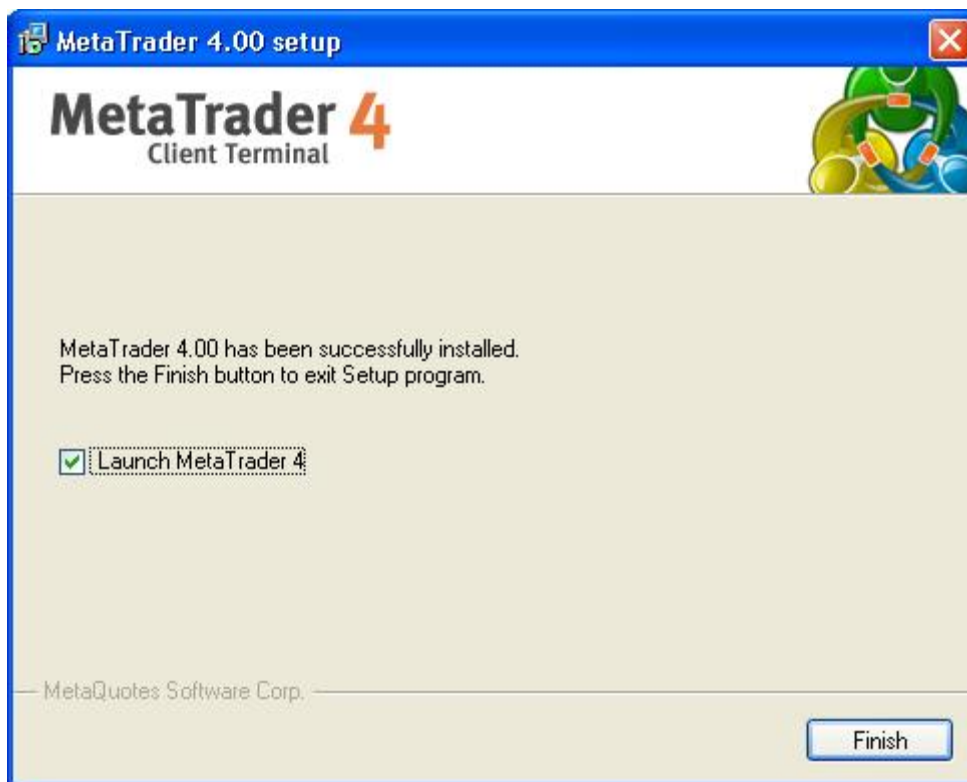 MetaTrader 4.00 setup
MetaTrader 4
Client Terminal
MetaTrader 4.00 has been successfully installed.
Press the Finish button to exit Setup program.
Launch MetaTrader 4
MetaQuotes Software Corp.
Finish